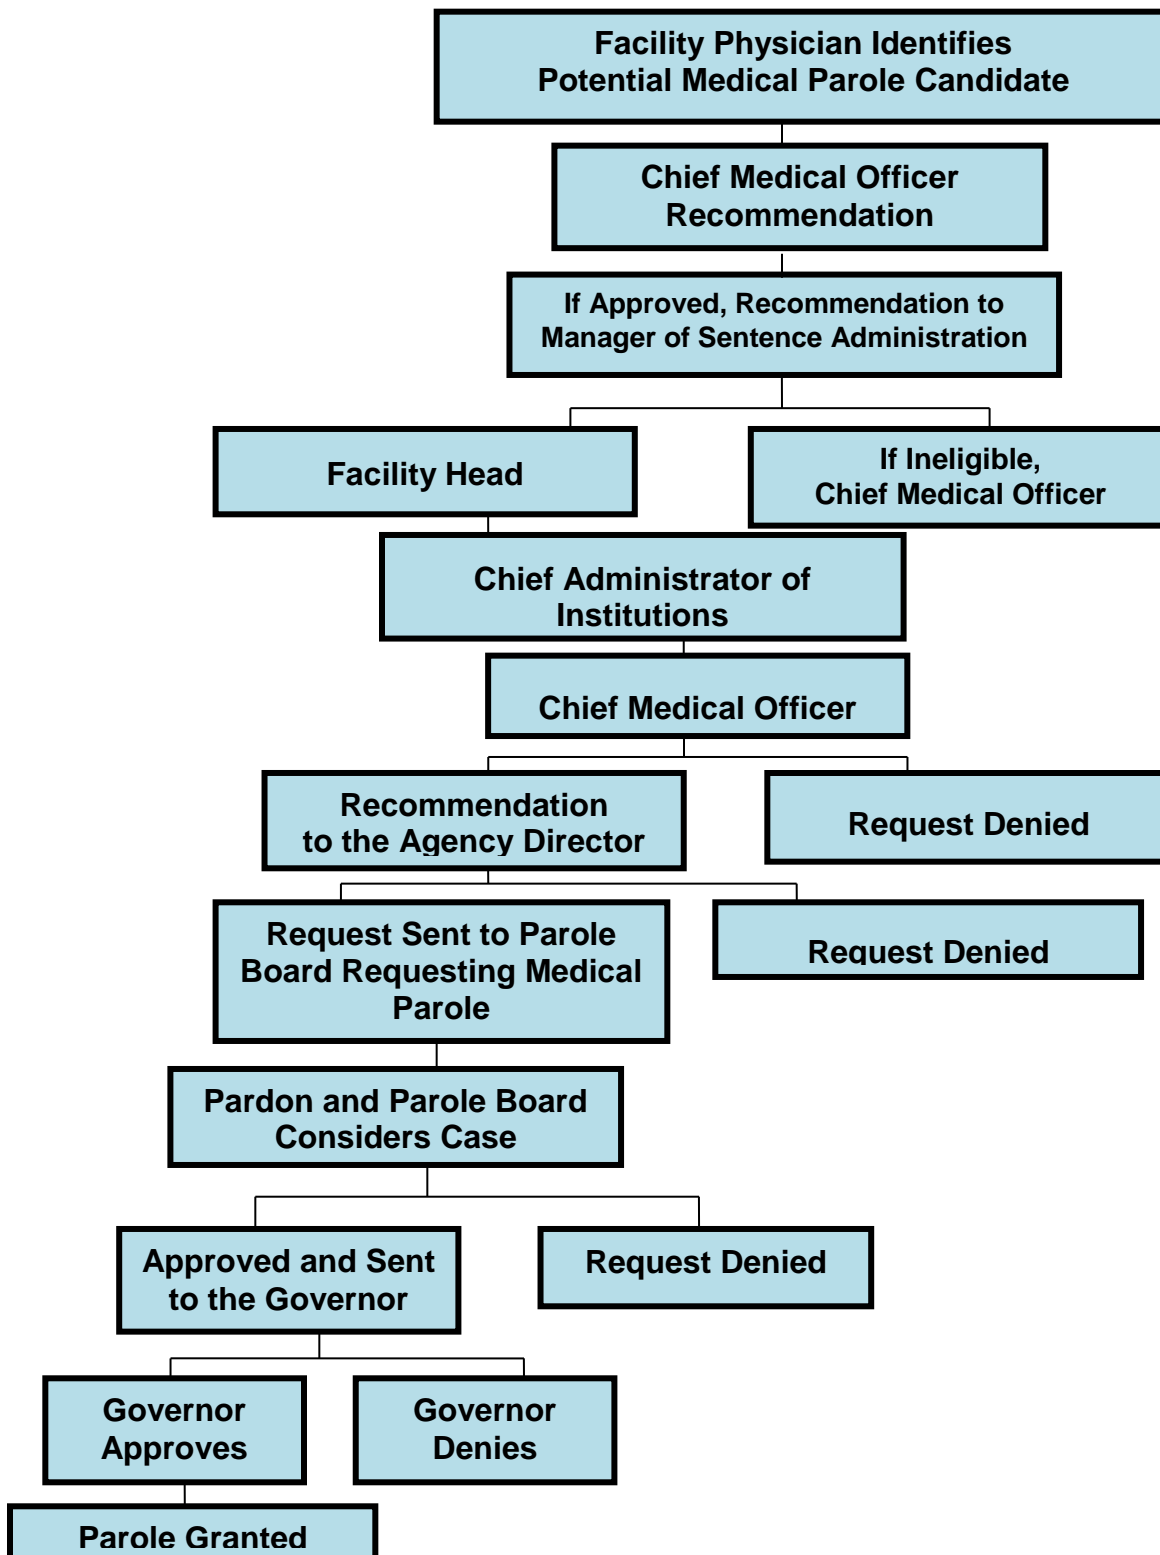 Facility Physician Identifies
Potential Medical Parole Candidate
Chief Medical Officer
Recommendation
If Approved, Recommendation to
Manager of Sentence Administration
Facility Head
If Ineligible,
Chief Medical Officer
Chief Administrator of
Institutions
Chief Medical Officer
Recommendation
to the Agency Director
Request Denied
Request Sent to Parole
Board Requesting Medical
Parole
Request Denied
Pardon and Parole Board
Considers Case
Approved and Sent
to the Governor
Request Denied
Governor
Approves
Governor
Denies
Parole Granted